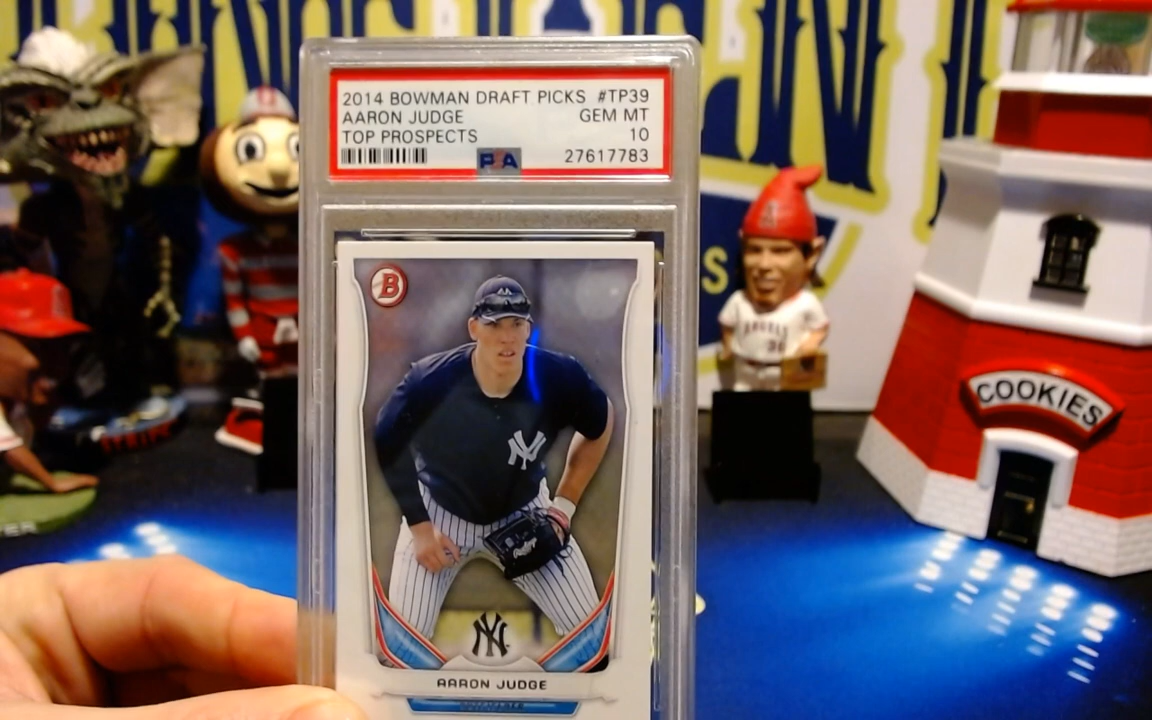 2014 BOWMAN DRAFT PICKS #TP39
AARON JUDGE GEM MT
TOP PROSPECTS 10
PSA 27617783
B
NY
NY
AARON JUDGE
ANGELS
COOKIES
S